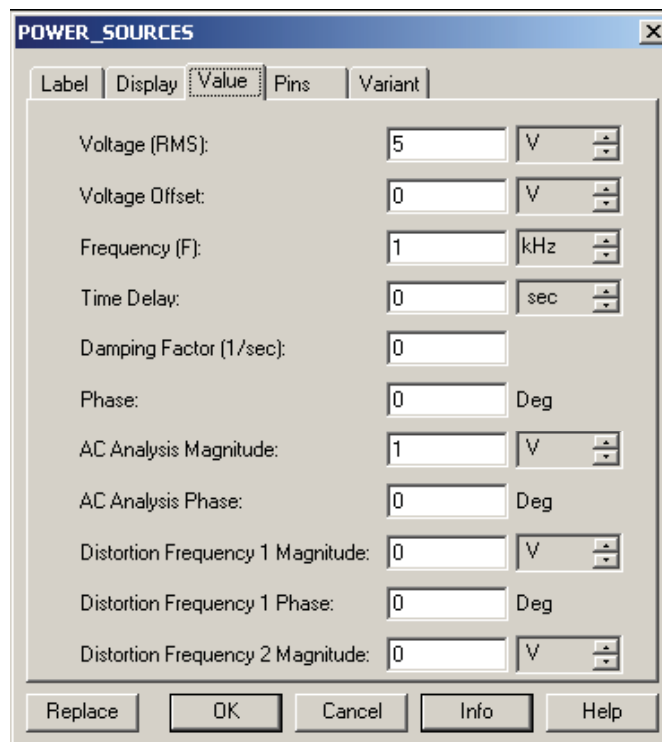 POWER_SOURCES
Label Display Value Pins Variant
Voltage (RMS): 5 V
Voltage Offset: 0 V
Frequency (F): 1 kHz
Time Delay: 0 sec
Damping Factor (1/sec): 0
Phase: 0 Deg
AC Analysis Magnitude: 1 V
AC Analysis Phase: 0 Deg
Distortion Frequency 1 Magnitude: 0 V
Distortion Frequency 1 Phase: 0 Deg
Distortion Frequency 2 Magnitude: 0 V
Replace OK Cancel Info Help